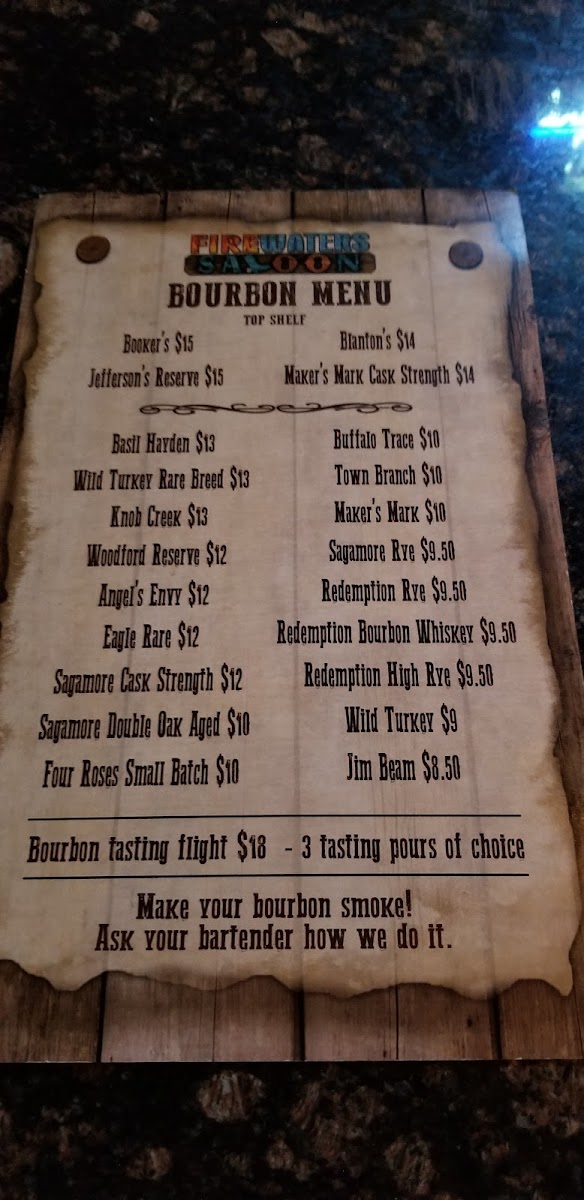 FIREWATERS
SALOON
BOURBON MENU
TOP SHELF
Booker's $15
Blanton's $14
Jefferson's Reserve $15
Maker's Mark Cask Strength $14
Basil Hayden $13
Buffalo Trace $10
Wild Turkey Rare Breed $13
Town Branch $10
Knob Creek $13
Maker's Mark $10
Woodford Reserve $12
Sagamore Rye $9.50
Angel's Envy $12
Redemption Rye $9.50
Eagle Rare $12
Redemption Bourbon Whiskey $9.50
Sagamore Cask Strength $12
Redemption High Rye $9.50
Sagamore Double Oak Aged $10
Wild Turkey $9
Four Roses Small Batch $10
Jim Beam $8.50
Bourbon tasting flight $18 - 3 tasting pours of choice
Make your bourbon smoke!
Ask your bartender how we do it.